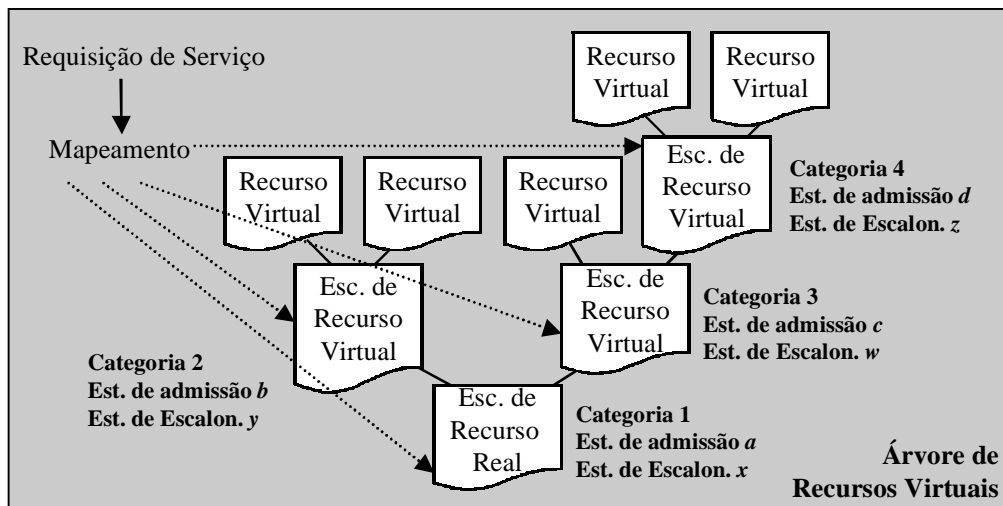 Requisição de Serviço
Mapeamento
Recurso
Virtual
Recurso
Virtual
Recurso
Virtual
Recurso
Virtual
Recurso
Virtual
Esc. de
Recurso
Virtual
Categoria 4
Est. de admissão d
Est. de Escalon. z
Esc. de
Recurso
Virtual
Esc. de
Recurso
Virtual
Categoria 3
Est. de admissão c
Est. de Escalon. w
Categoria 2
Est. de admissão b
Est. de Escalon. y
Esc. de
Recurso
Real
Categoria 1
Est. de admissão a
Est. de Escalon. x
Árvore de
Recursos Virtuais